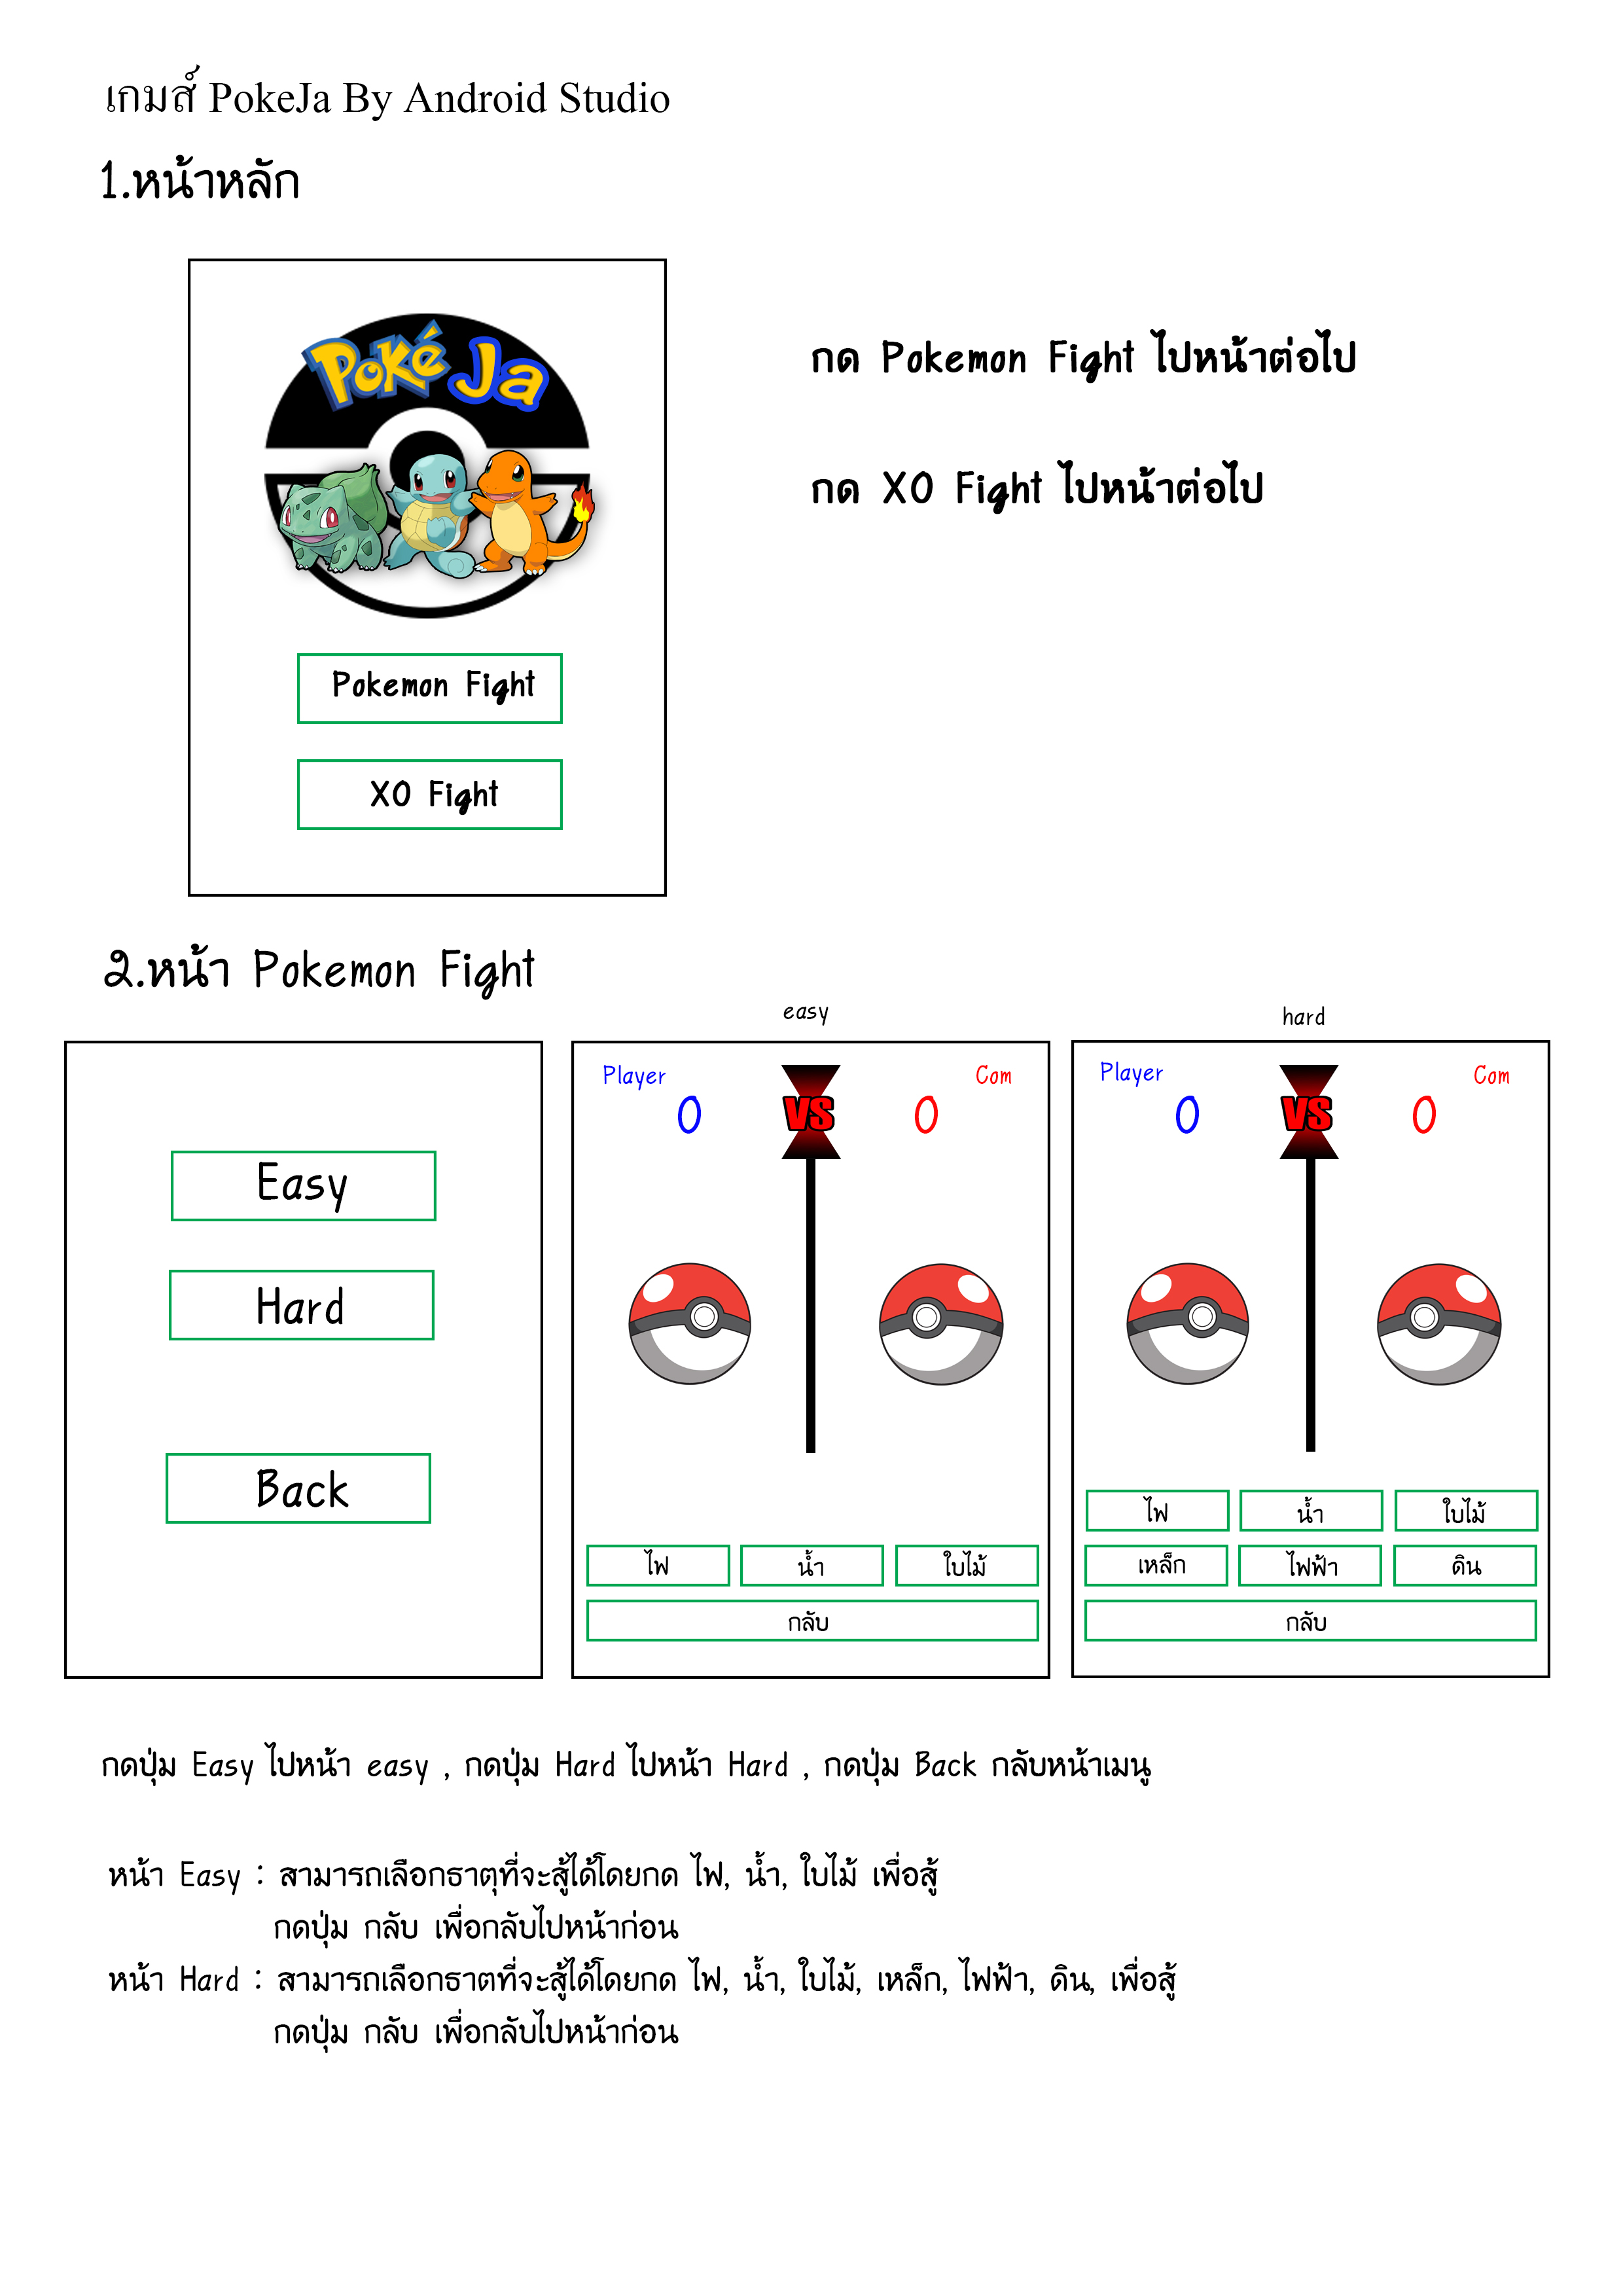 เกมส์ PokeJa By Android Studio
1.หน้าหลัก
Poké Ja
กด Pokemon Fight ไปหน้าต่อไป
กด XO Fight ไปหน้าต่อไป
Pokemon Fight
XO Fight
2.หน้า Pokemon Fight
easy
hard
Easy
Hard
Back
Player VS Com
0 0
ไฟ น้ำ ใบไม้
กลับ
Player VS Com
0 0
ไฟ น้ำ ใบไม้
เหล็ก ไฟฟ้า ดิน
กลับ
กดปุ่ม Easy ไปหน้า easy , กดปุ่ม Hard ไปหน้า Hard , กดปุ่ม Back กลับหน้าเมนู
หน้า Easy : สามารถเลือกธาตุที่จะสู้ได้โดยกด ไฟ, น้ำ, ใบไม้ เพื่อสู้
กดปุ่ม กลับ เพื่อกลับไปหน้าก่อน
หน้า Hard : สามารถเลือกธาตที่จะสู้ได้โดยกด ไฟ, น้ำ, ใบไม้, เหล็ก, ไฟฟ้า, ดิน, เพื่อสู้
กดปุ่ม กลับ เพื่อกลับไปหน้าก่อน